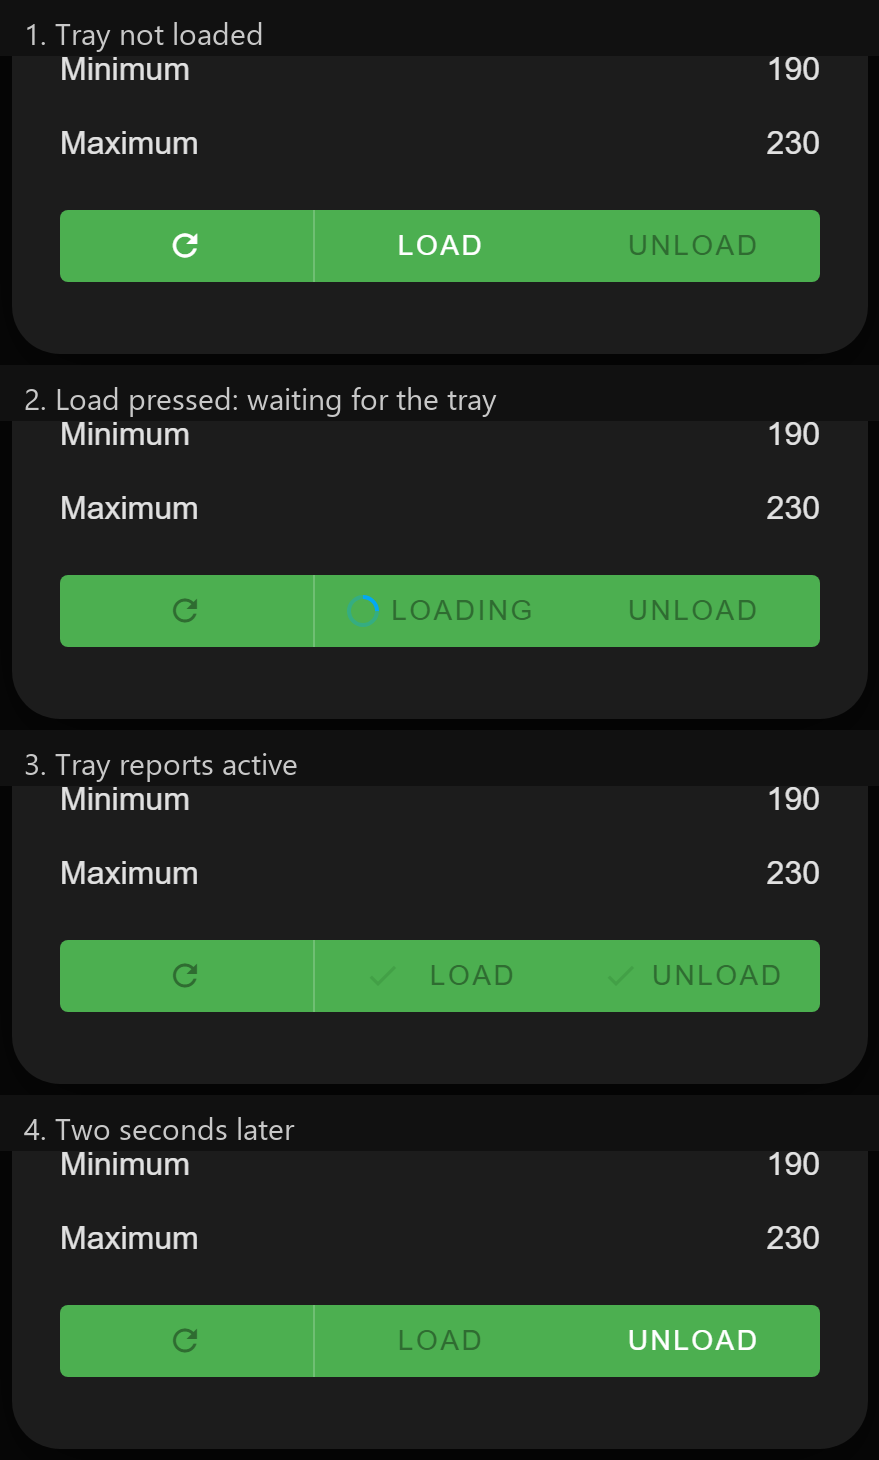 1. Tray not loaded
Minimum 190
Maximum 230
LOAD UNLOAD
2. Load pressed: waiting for the tray
Minimum 190
Maximum 230
LOADING UNLOAD
3. Tray reports active
Minimum 190
Maximum 230
LOAD UNLOAD
4. Two seconds later
Minimum 190
Maximum 230
LOAD UNLOAD